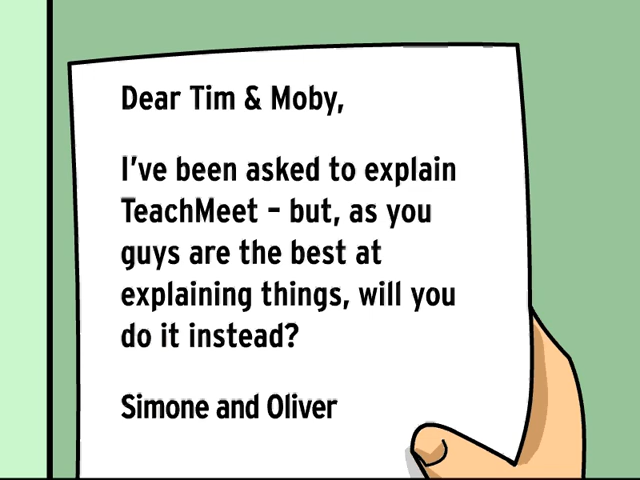 Dear Tim & Moby,
I've been asked to explain
TeachMeet – but, as you
guys are the best at
explaining things, will you
do it instead?
Simone and Oliver